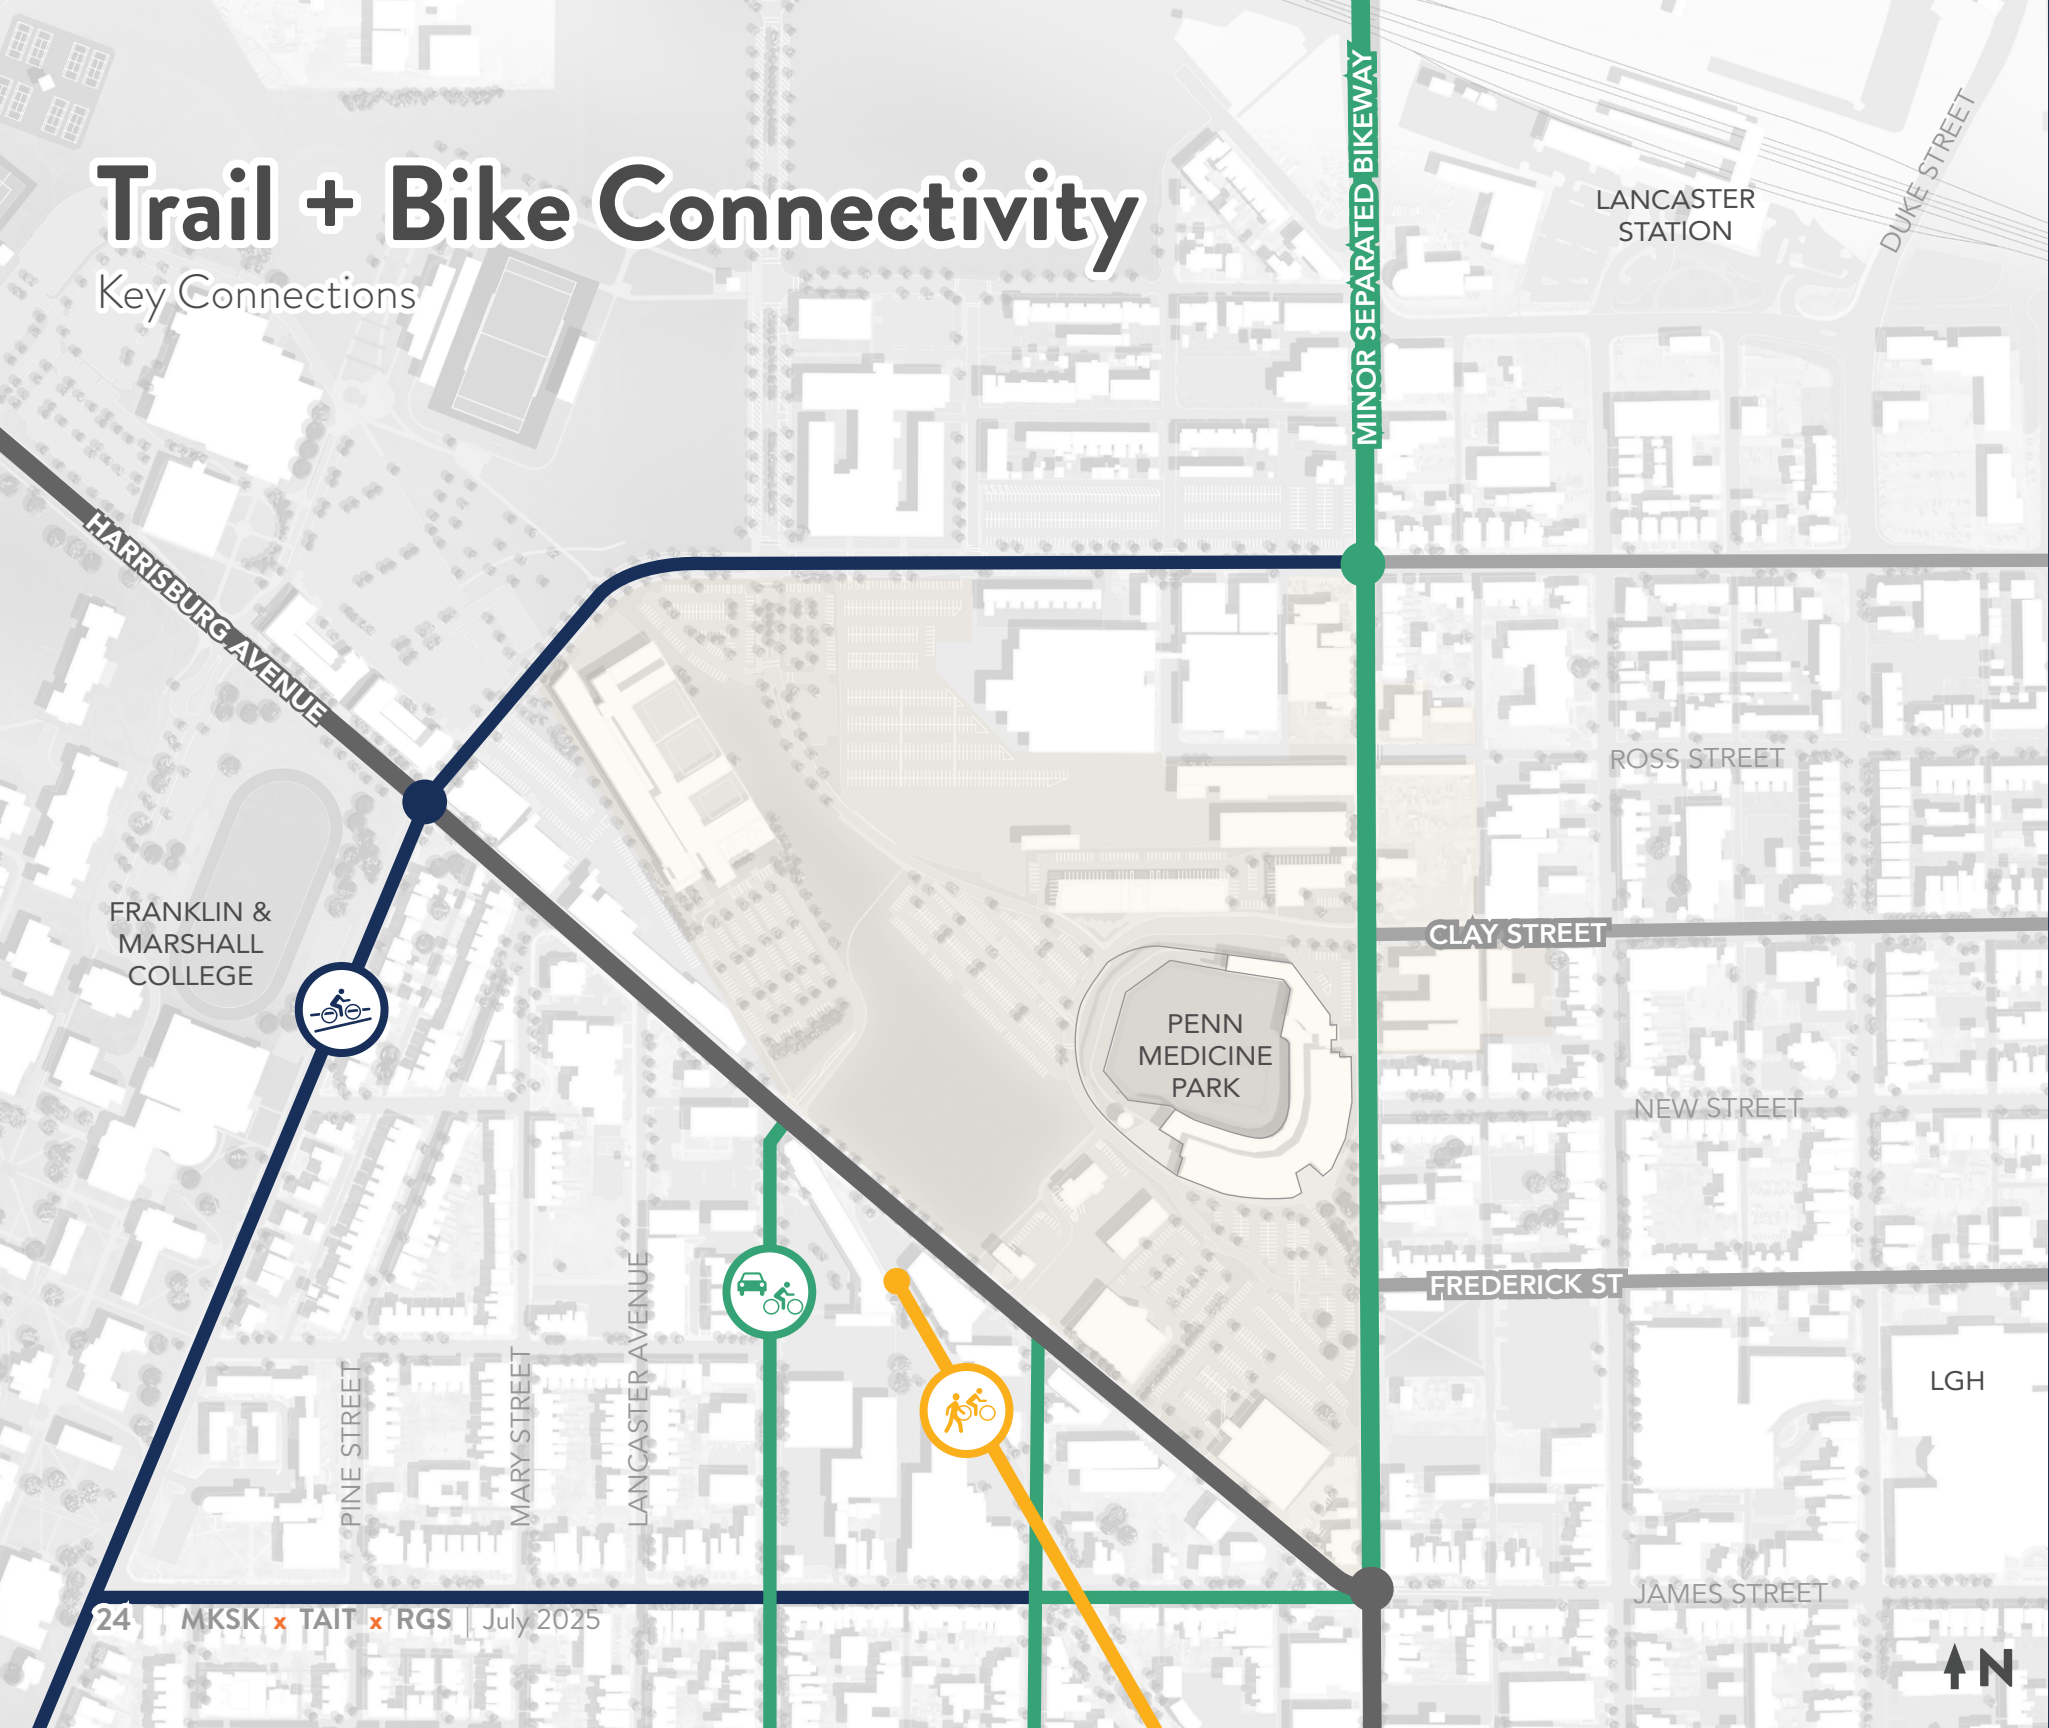 Trail + Bike Connectivity
Key Connections
MINOR SEPARATED BIKEWAY
LANCASTER
STATION
DUKE STREET
HARRISBURG AVENUE
ROSS STREET
FRANKLIN &
MARSHALL
COLLEGE
CLAY STREET
PENN
MEDICINE
PARK
NEW STREET
FREDERICK ST
LGH
PINE STREET
MARY STREET
LANCASTER AVENUE
JAMES STREET
24 | MKSK x TAIT x RGS | July 2025
N